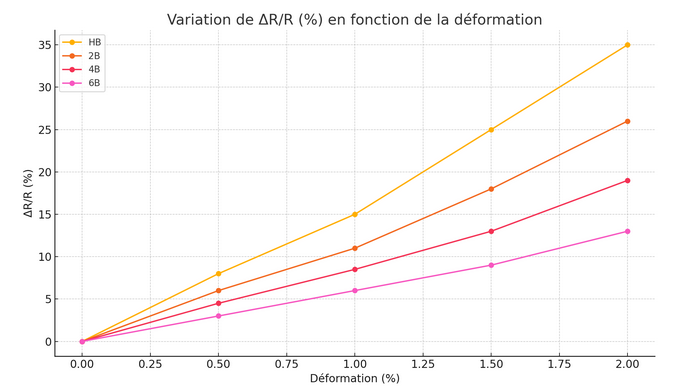 Variation de ΔR/R (%) en fonction de la déformation
HB
2B
4B
6B
ΔR/R (%)
35
30
25
20
15
10
5
0
0.00 0.25 0.50 0.75 1.00 1.25 1.50 1.75 2.00
Déformation (%)